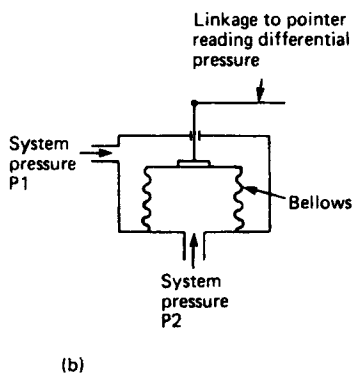 Linkage to pointer
reading differential
pressure
System
pressure
P1
Bellows
System
pressure
P2
(b)